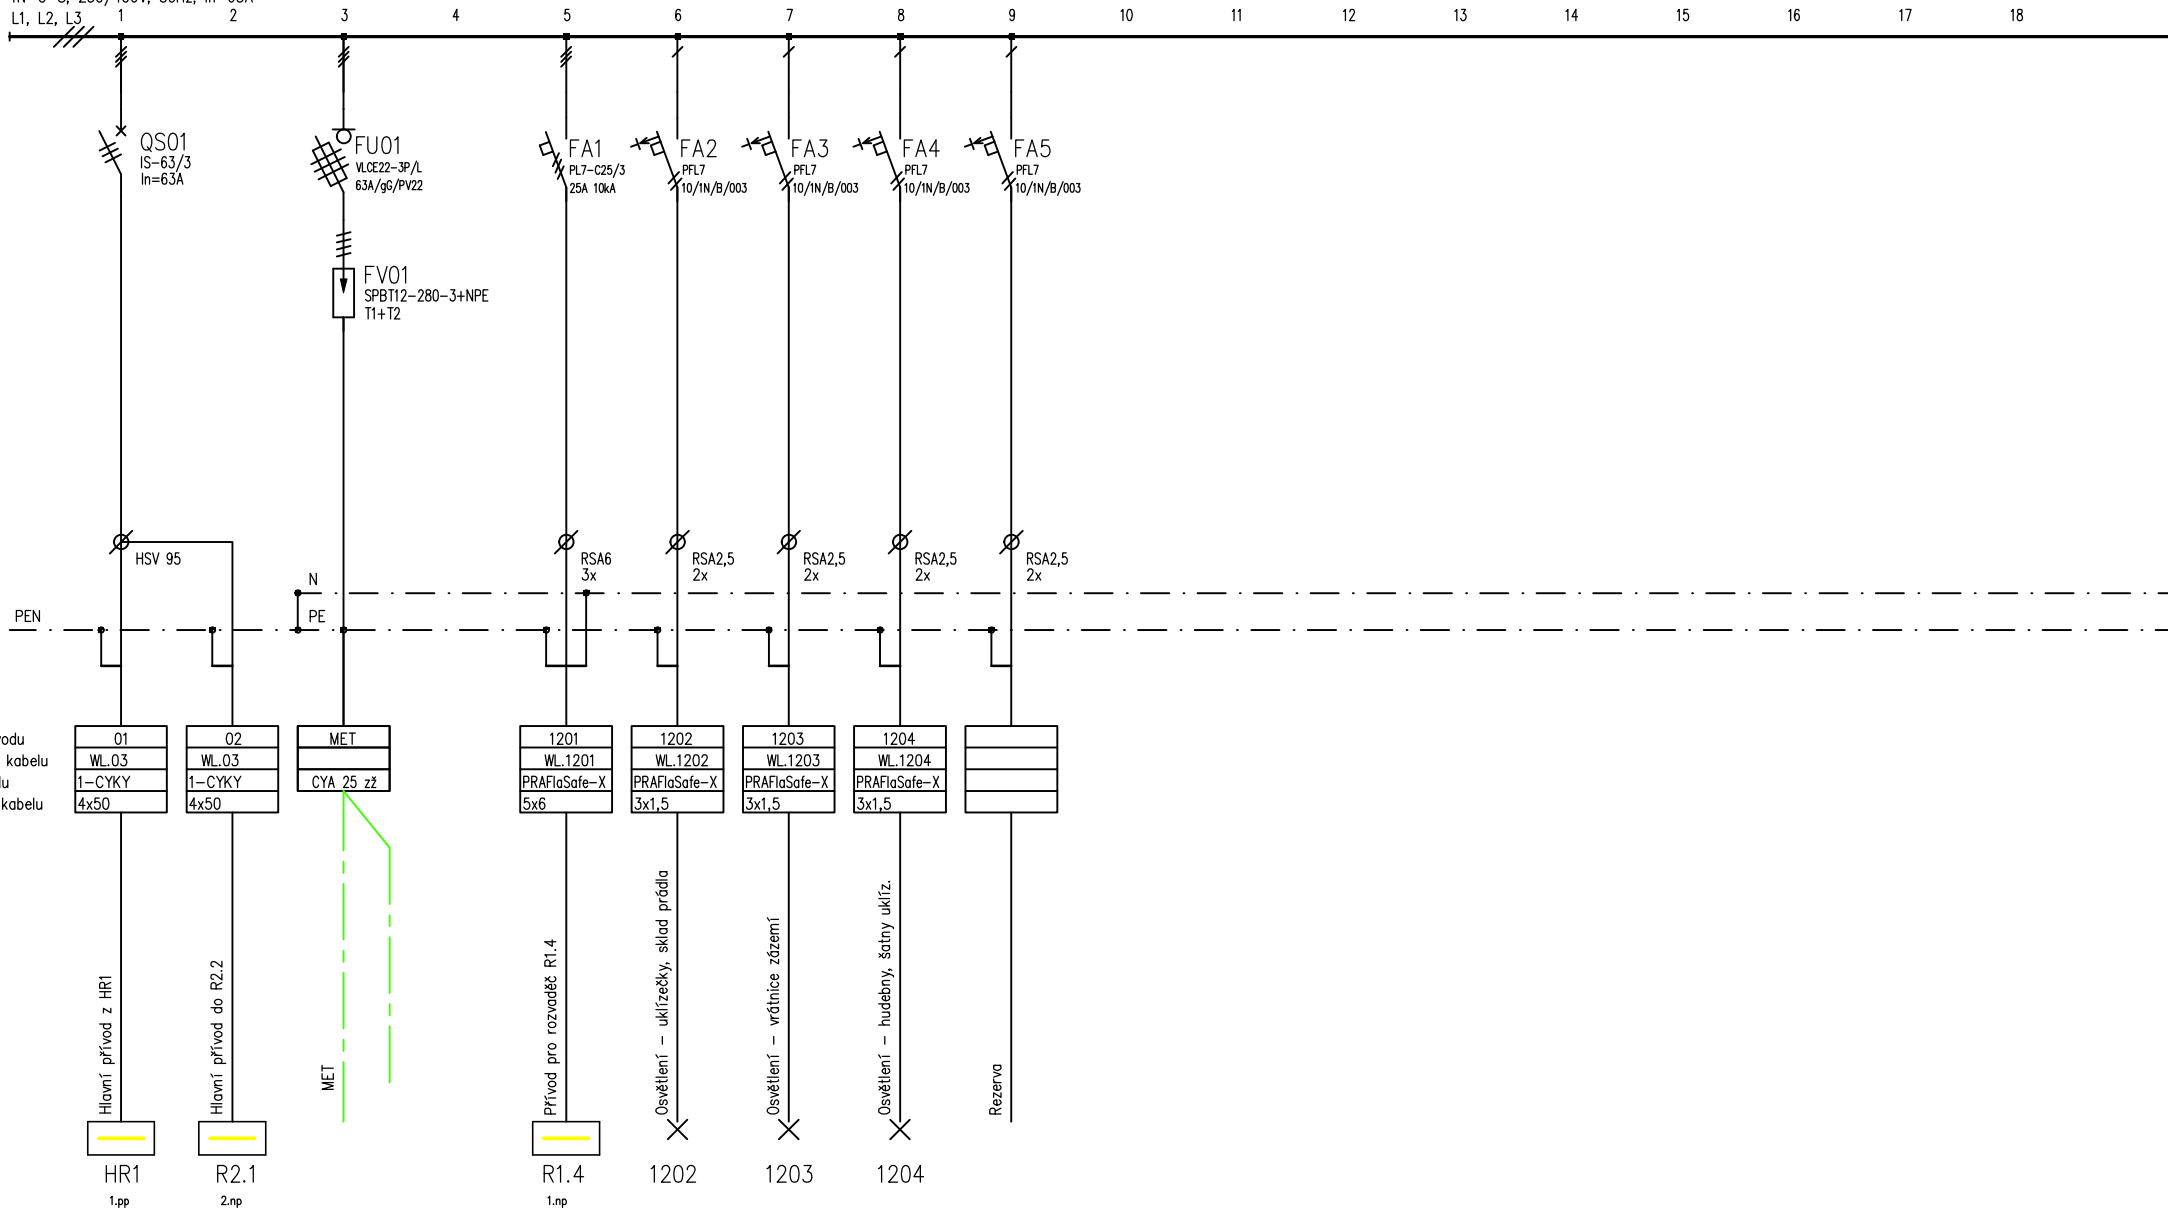 L1, L2, L3
1 2 3 4 5 6 7 8 9 10 11 12 13 14 15 16 17 18
QS01
IS-63/3
In=63A
FU01
VLCE22-3P/L
63A/gG/PV22
FV01
SPBT12-280-3+NPE
T1+T2
FA1
PL7-C25/3
25A 10kA
FA2
PFL7
10/1N/B/003
FA3
PFL7
10/1N/B/003
FA4
PFL7
10/1N/B/003
FA5
PFL7
10/1N/B/003
HSV 95
RSA6
3x
RSA2,5
2x
RSA2,5
2x
RSA2,5
2x
RSA2,5
2x
N
PEN
PE
kabelu
kabelu
01
WL.03
1-CYKY
4x50
02
WL.03
1-CYKY
4x50
MET
CYA 25 zž
1201
WL.1201
PRAFlaSafe-X
5x6
1202
WL.1202
PRAFlaSafe-X
3x1,5
1203
WL.1203
PRAFlaSafe-X
3x1,5
1204
WL.1204
PRAFlaSafe-X
3x1,5
Hlavní přívod z HR1
Hlavní přívod do R2.2
MET
Přívod pro rozvaděč R1.4
Osvětlení - uklízečky, sklad prádla
Osvětlení - vrátnice zázemí
Osvětlení - hudebny, šatny uklíz.
Rezerva
HR1
1.pp
R2.1
2.np
R1.4
1.np
1202
1203
1204